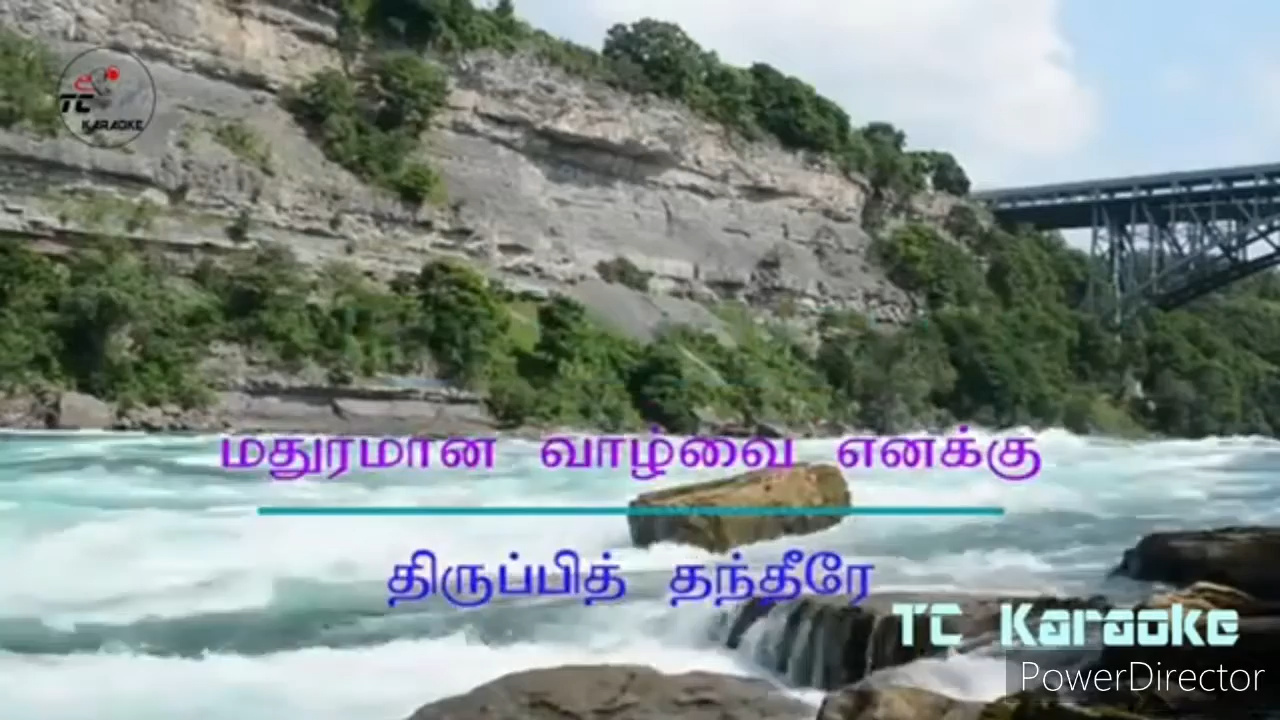 TC
KARAOKE
மதுரமான வாழ்வை எனக்கு
திருப்பித் தந்தீரே
TC Karaoke
PowerDirector